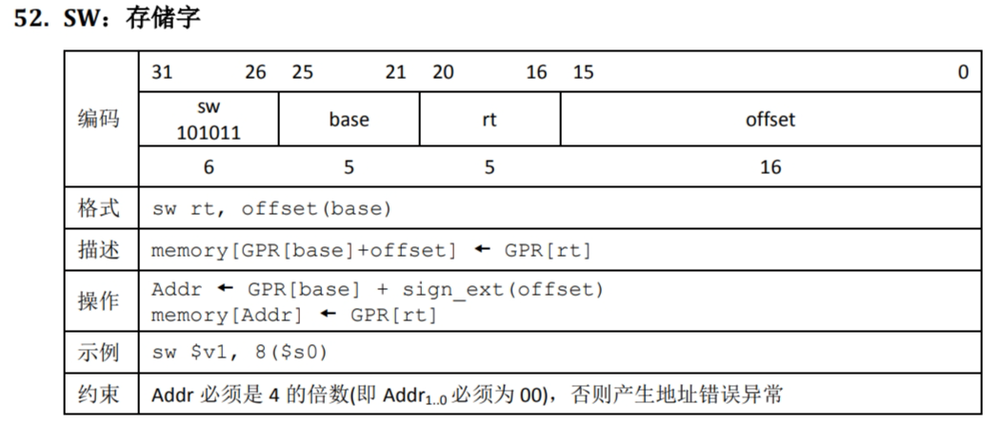 52. SW：存储字
编码
31 26 25 21 20 16 15 0
sw
101011
base
rt
offset
6 5 5 16
格式
sw rt, offset(base)
描述
memory[GPR[base]+offset] ← GPR[rt]
操作
Addr ← GPR[base] + sign_ext(offset)
memory[Addr] ← GPR[rt]
示例
sw $v1, 8($s0)
约束
Addr 必须是 4 的倍数(即 Addr1..0 必须为 00)，否则产生地址错误异常